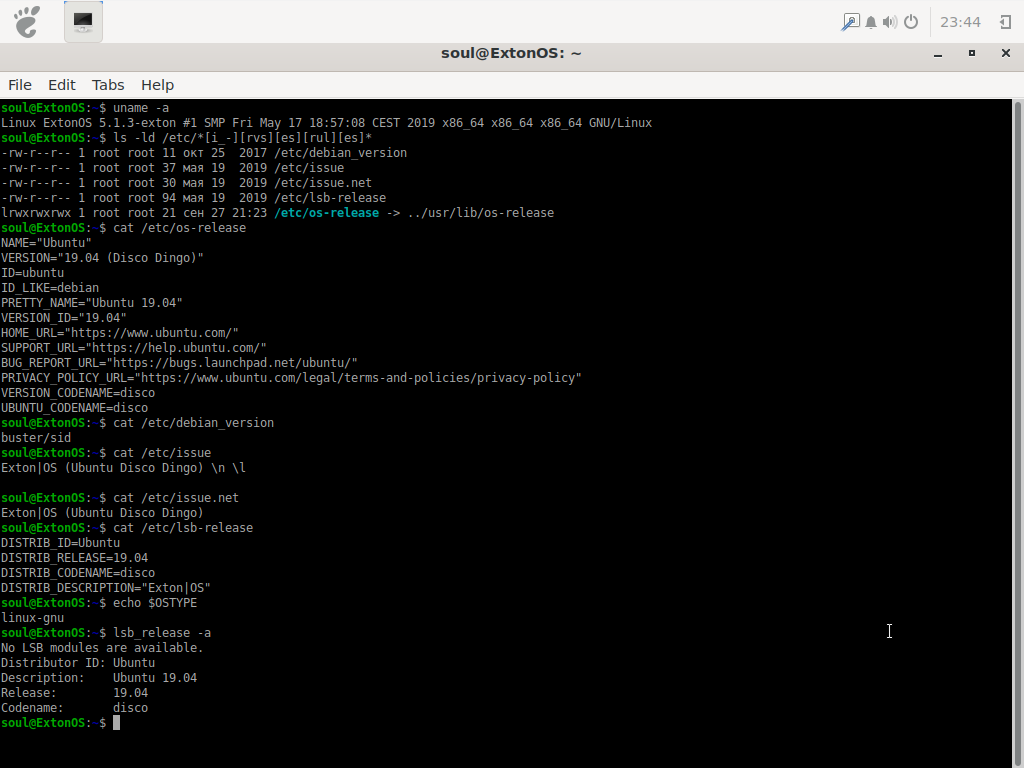 23:44
soul@ExtonOS: ~
File Edit Tabs Help
soul@ExtonOS:~$ uname -a
Linux ExtonOS 5.1.3-exton #1 SMP Fri May 17 18:57:08 CEST 2019 x86_64 x86_64 x86_64 GNU/Linux
soul@ExtonOS:~$ ls -ld /etc/*[i_-][rvs][es][rul][es]*
-rw-r--r-- 1 root root 11 окт 25  2017 /etc/debian_version
-rw-r--r-- 1 root root 37 мая 19  2019 /etc/issue
-rw-r--r-- 1 root root 30 мая 19  2019 /etc/issue.net
-rw-r--r-- 1 root root 94 мая 19  2019 /etc/lsb-release
lrwxrwxrwx 1 root root 21 сен 27 21:23 /etc/os-release -> ../usr/lib/os-release
soul@ExtonOS:~$ cat /etc/os-release
NAME="Ubuntu"
VERSION="19.04 (Disco Dingo)"
ID=ubuntu
ID_LIKE=debian
PRETTY_NAME="Ubuntu 19.04"
VERSION_ID="19.04"
HOME_URL="https://www.ubuntu.com/"
SUPPORT_URL="https://help.ubuntu.com/"
BUG_REPORT_URL="https://bugs.launchpad.net/ubuntu/"
PRIVACY_POLICY_URL="https://www.ubuntu.com/legal/terms-and-policies/privacy-policy"
VERSION_CODENAME=disco
UBUNTU_CODENAME=disco
soul@ExtonOS:~$ cat /etc/debian_version
buster/sid
soul@ExtonOS:~$ cat /etc/issue
Exton|OS (Ubuntu Disco Dingo) \n \l
soul@ExtonOS:~$ cat /etc/issue.net
Exton|OS (Ubuntu Disco Dingo)
soul@ExtonOS:~$ cat /etc/lsb-release
DISTRIB_ID=Ubuntu
DISTRIB_RELEASE=19.04
DISTRIB_CODENAME=disco
DISTRIB_DESCRIPTION="Exton|OS"
soul@ExtonOS:~$ echo $OSTYPE
linux-gnu
soul@ExtonOS:~$ lsb_release -a
No LSB modules are available.
Distributor ID: Ubuntu
Description:    Ubuntu 19.04
Release:        19.04
Codename:       disco
soul@ExtonOS:~$